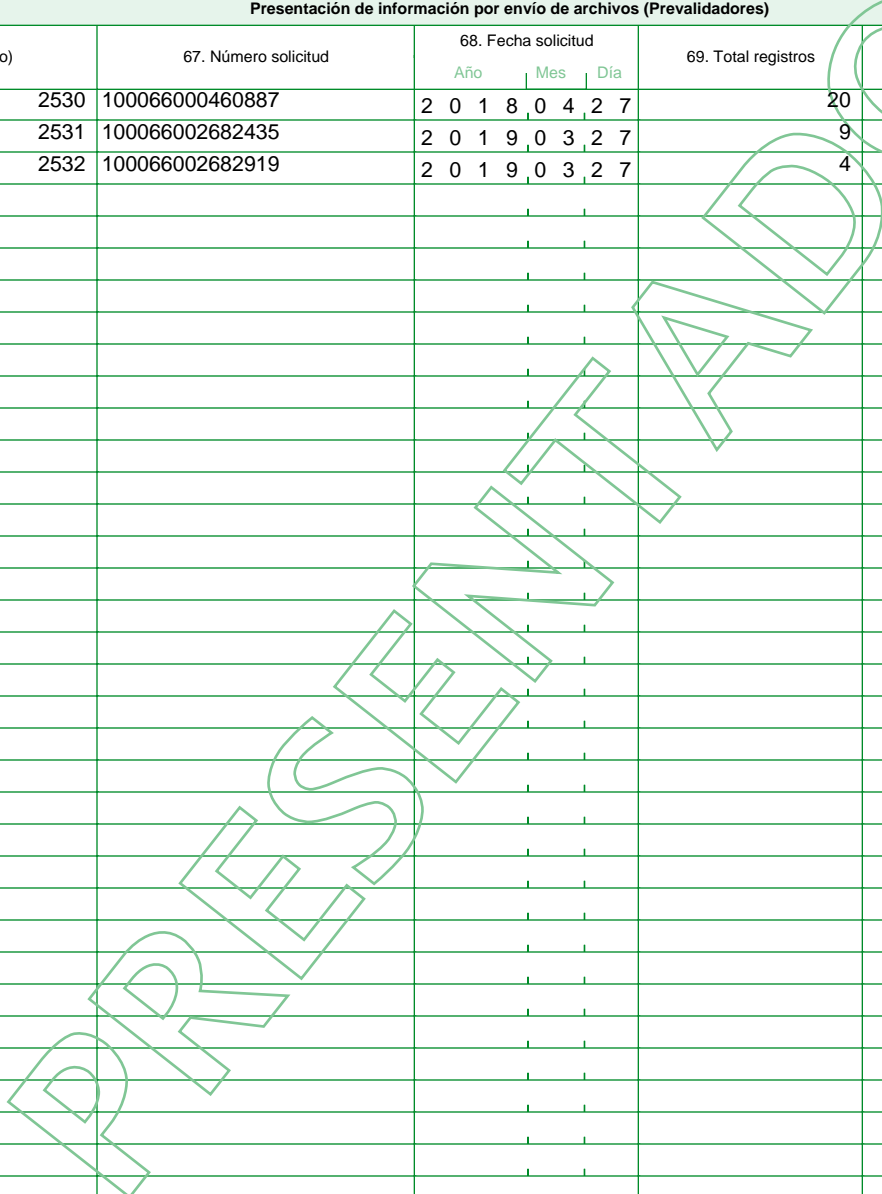 Presentación de información por envío de archivos (Prevalidadores)
o) 67. Número solicitud 68. Fecha solicitud 69. Total registros
Año Mes Día
2530 100066000460887 2 0 1 8 0 4 2 7 20
2531 100066002682435 2 0 1 9 0 3 2 7 9
2532 100066002682919 2 0 1 9 0 3 2 7 4
PRESENTADO